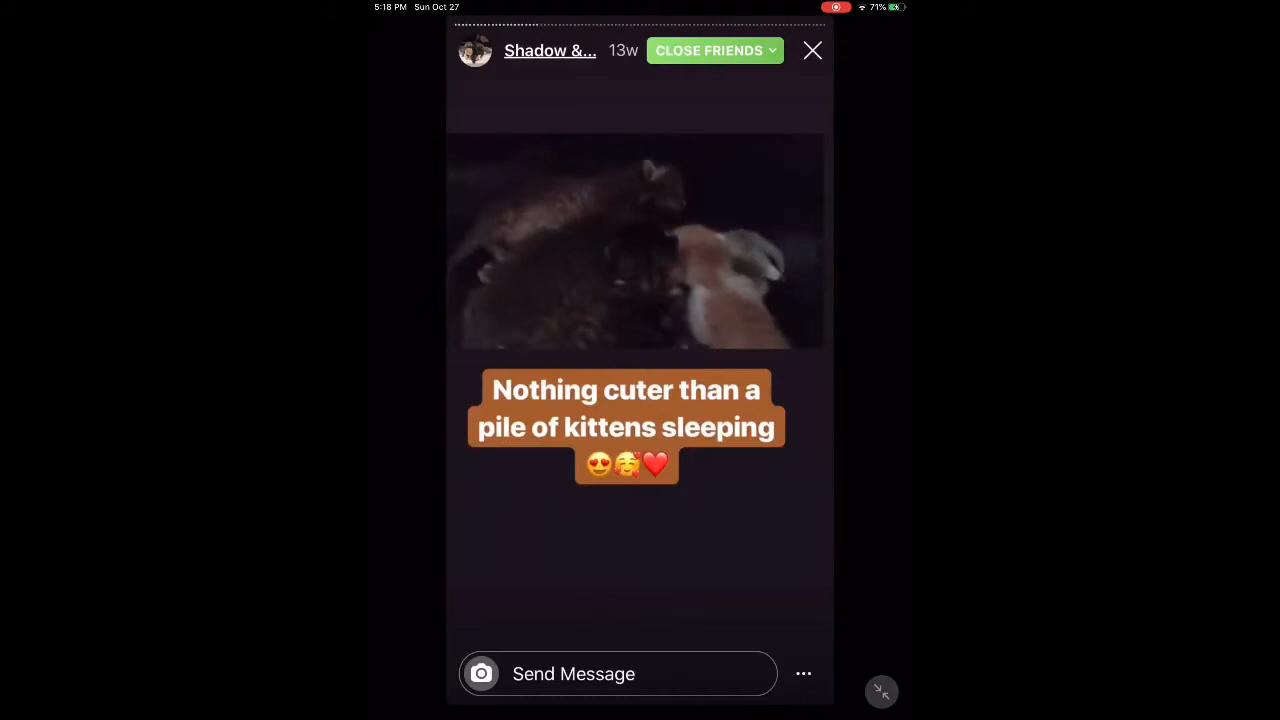 5:18 PM Sun Oct 27
71%
Shadow &... 13w CLOSE FRIENDS
Nothing cuter than a
pile of kittens sleeping
😍🥰❤️
Send Message